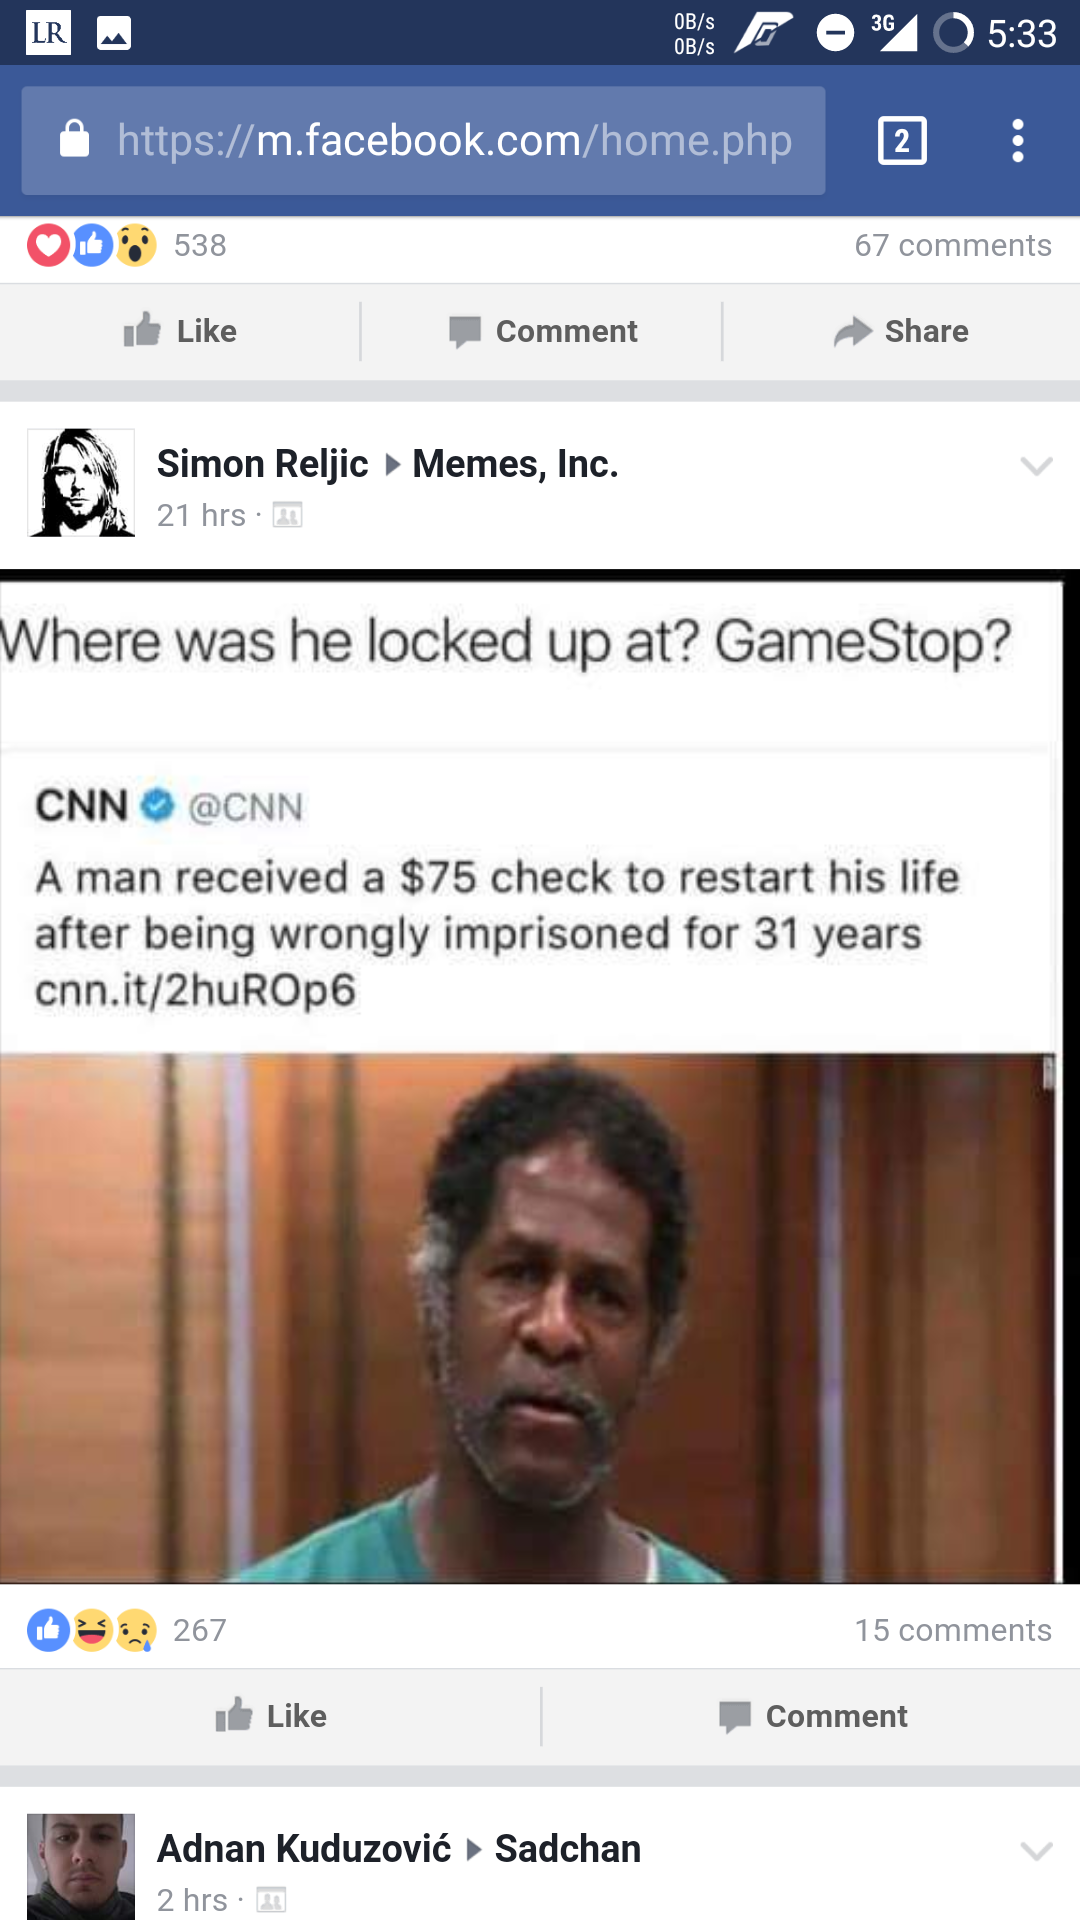 LR
0B/s
0B/s
3G
5:33
https://m.facebook.com/home.php
2
538
67 comments
Like
Comment
Share
Simon Reljic ▸ Memes, Inc.
21 hrs ·
Where was he locked up at? GameStop?
CNN @CNN
A man received a $75 check to restart his life
after being wrongly imprisoned for 31 years
cnn.it/2huROp6
267
15 comments
Like
Comment
Adnan Kuduzović ▸ Sadchan
2 hrs ·